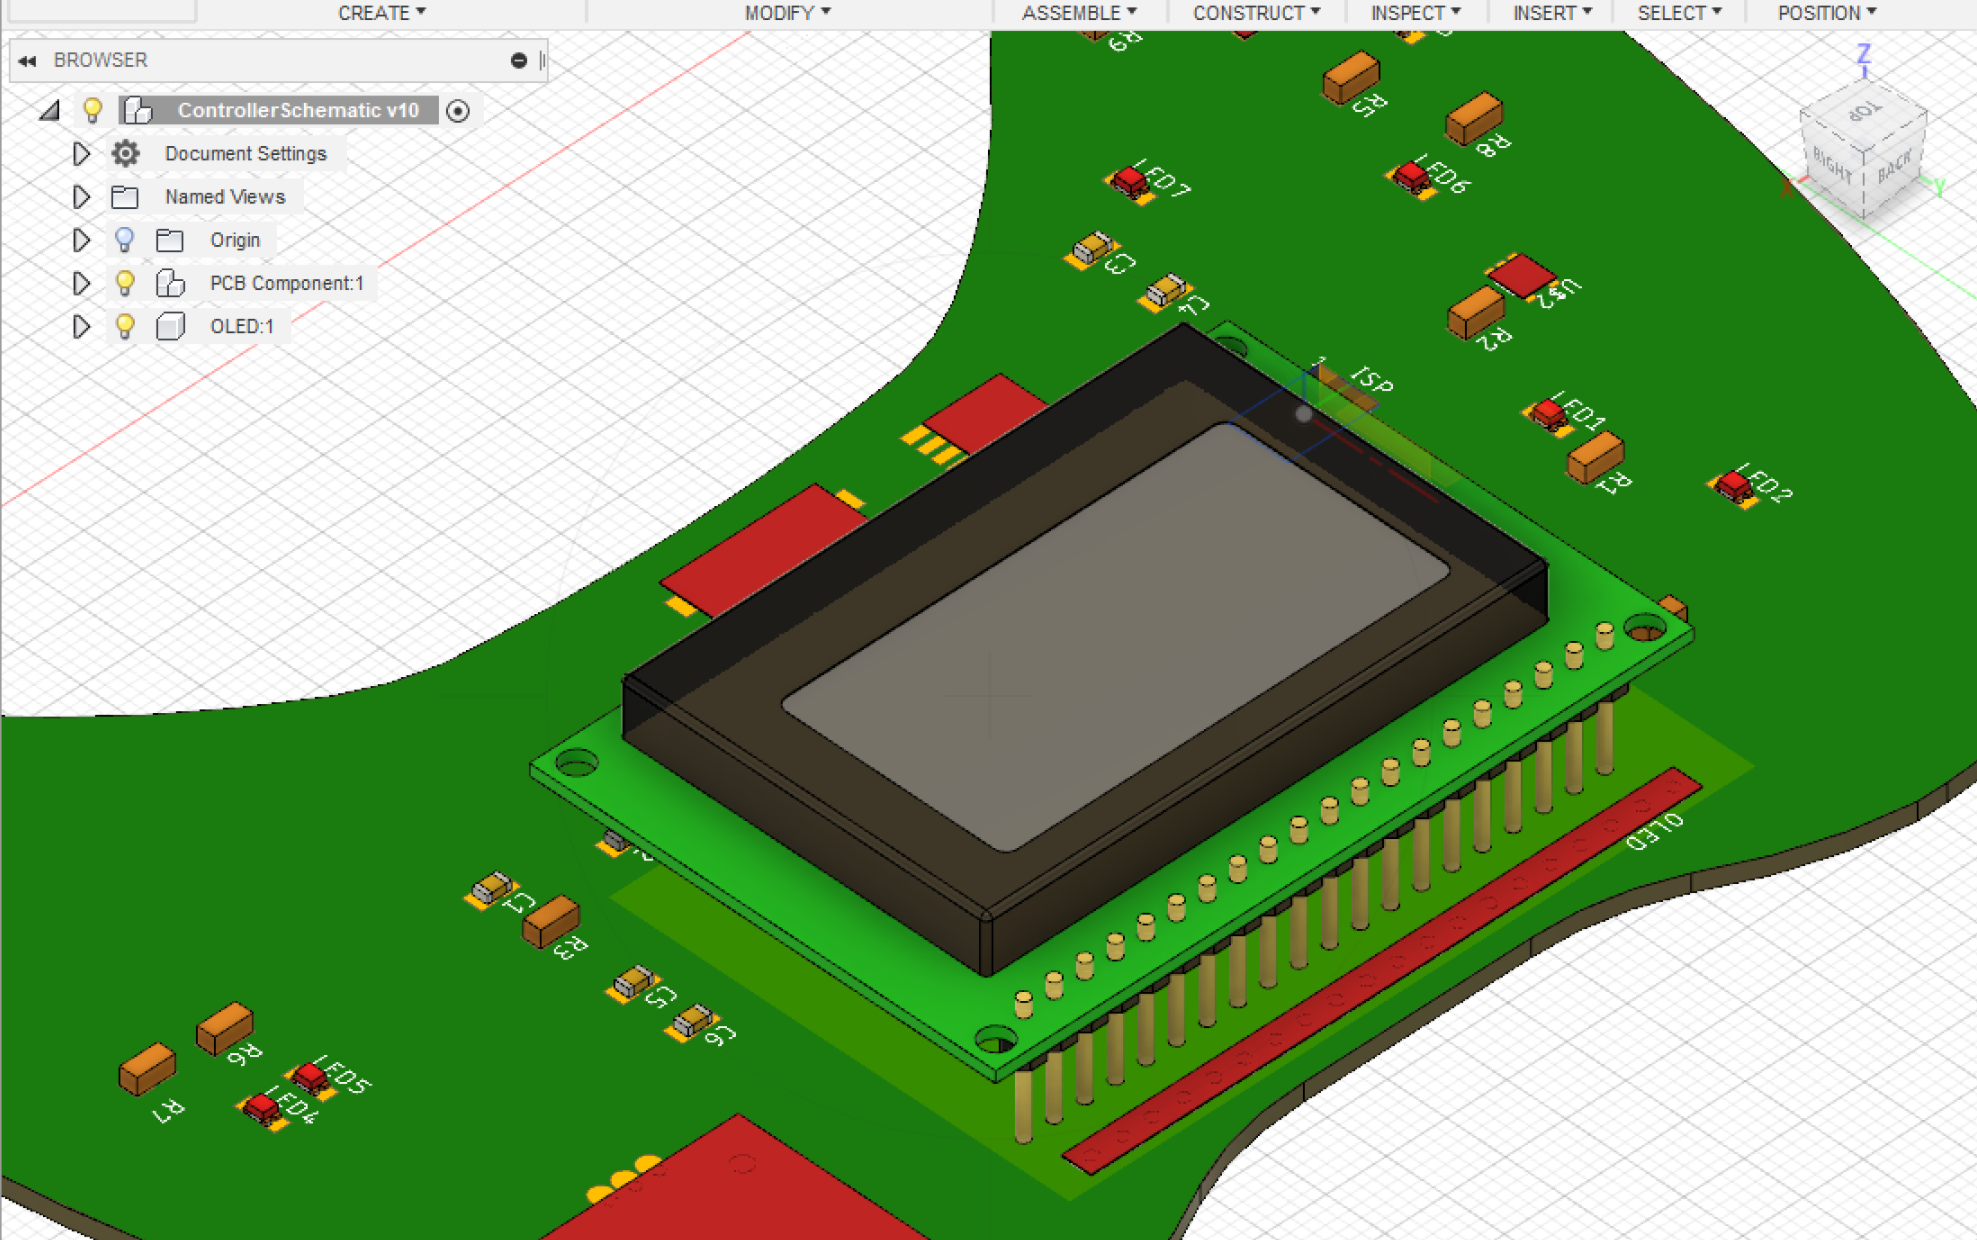 CREATE MODIFY ASSEMBLE CONSTRUCT INSPECT INSERT SELECT POSITION
BROWSER
ControllerSchematic v10
Document Settings
Named Views
Origin
PCB Component:1
OLED:1
Z
TOP
RIGHT
BACK
X
Y
R9
R5
R8
LED7
LED6
C3
C4
U$2
R2
1
ISP
LED1
R1
LED2
OLED
C1
R3
C5
C6
R6
R7
LED5
LED4